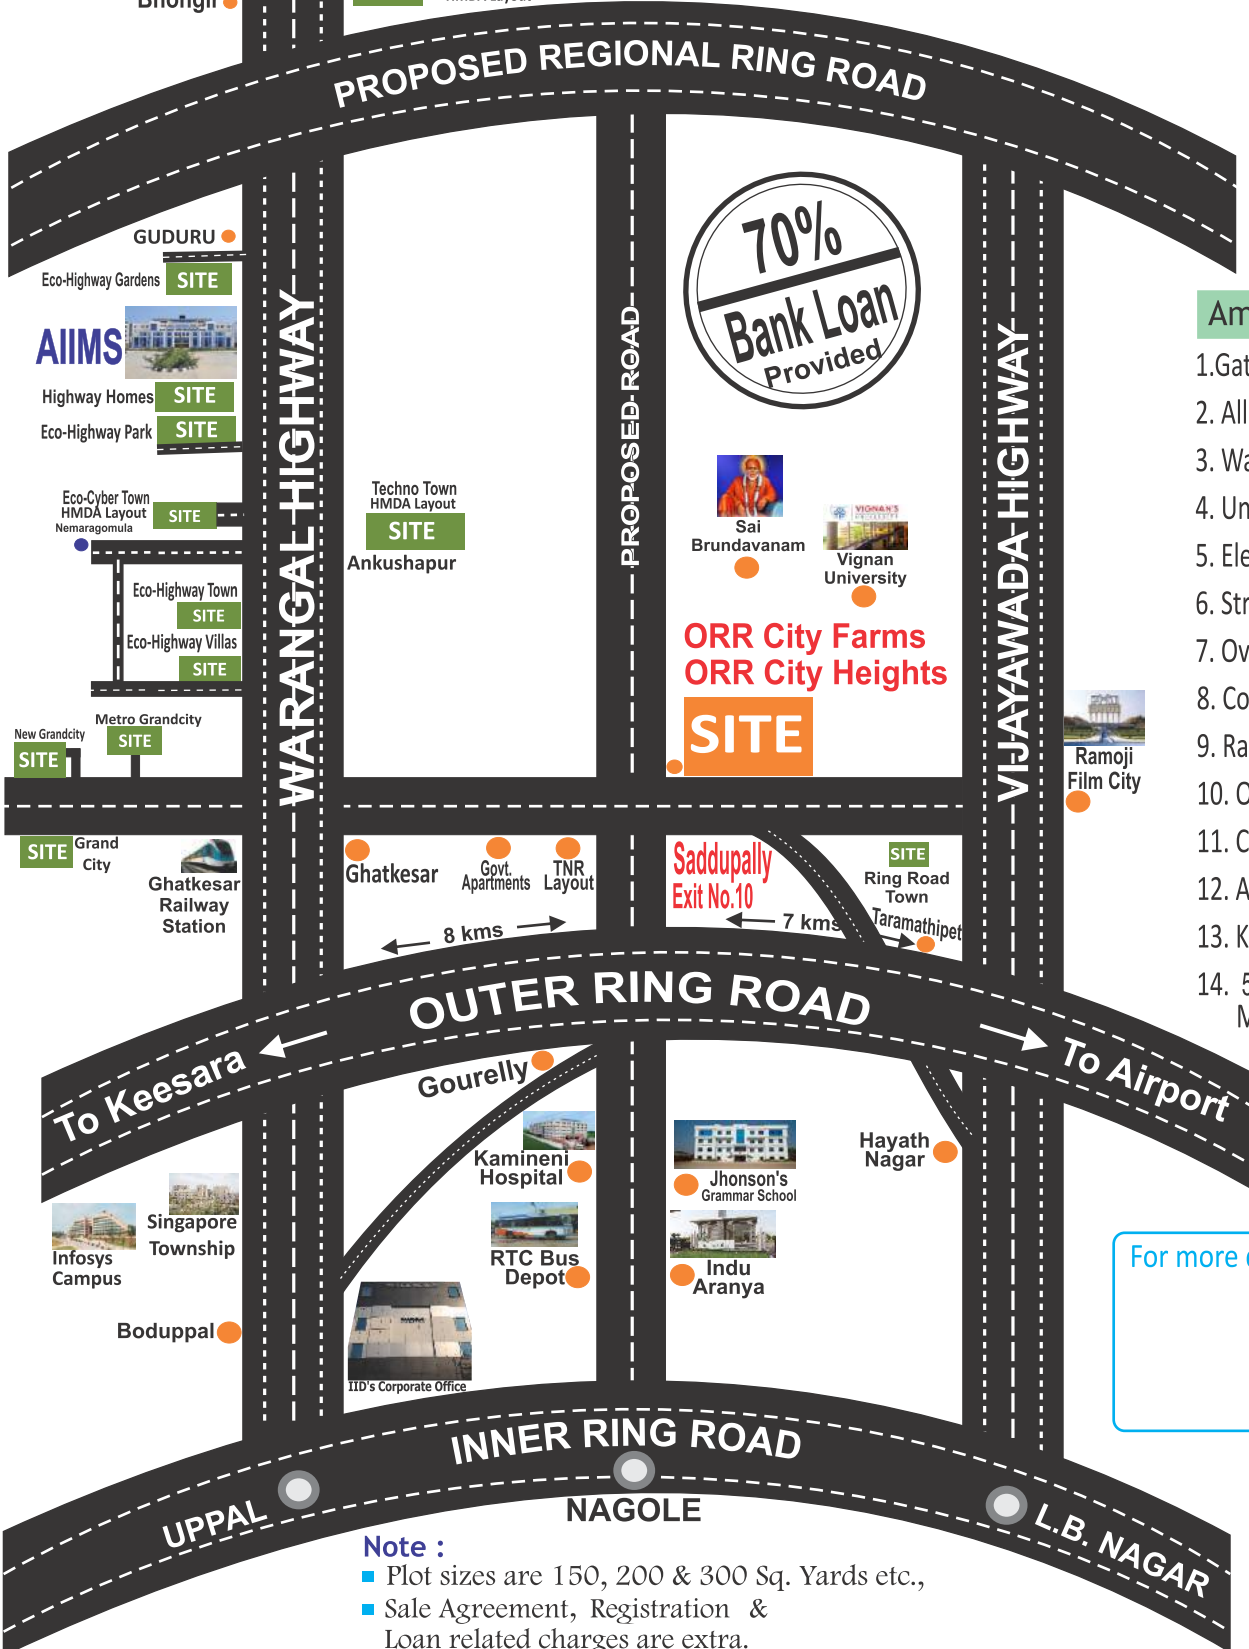 Bhongir
HMDA Layout
PROPOSED REGIONAL RING ROAD
GUDURU
Eco-Highway Gardens SITE
AIIMS
Highway Homes SITE
Eco-Highway Park SITE
Eco-Cyber Town
HMDA Layout SITE
Nemaragomula
Eco-Highway Town
SITE
Eco-Highway Villas
SITE
Metro Grandcity
SITE
New Grandcity
SITE
WARANGAL HIGHWAY
Techno Town
HMDA Layout
SITE
Ankushapur
PROPOSED ROAD
70%
Bank Loan
Provided
Sai
Brundavanam
VIGNAN'S
Vignan
University
ORR City Farms
ORR City Heights
SITE
VIJAYAWADA HIGHWAY
Ramoji
Film City
SITE Grand
City
Ghatkesar
Railway
Station
Ghatkesar
Govt.
Apartments
TNR
Layout
8 kms
Saddupally
Exit No.10
7 kms
SITE
Ring Road
Town
Taramathipet
OUTER RING ROAD
To Keesara
To Airport
Gourelly
Kamineni
Hospital
Jhonson's
Grammar School
Hayath
Nagar
Singapore
Township
Infosys
Campus
RTC Bus
Depot
Indu
Aranya
Boduppal
IID's Corporate Office
INNER RING ROAD
UPPAL
NAGOLE
L.B. NAGAR
Note :
Plot sizes are 150, 200 & 300 Sq. Yards etc.,
Sale Agreement, Registration &
Loan related charges are extra.
Am
1.Gat
2. All
3. Wa
4. Un
5. Ele
6. Str
7. Ov
8. Co
9. Ra
10. O
11. C
12. A
13. K
14. 5
M
For more